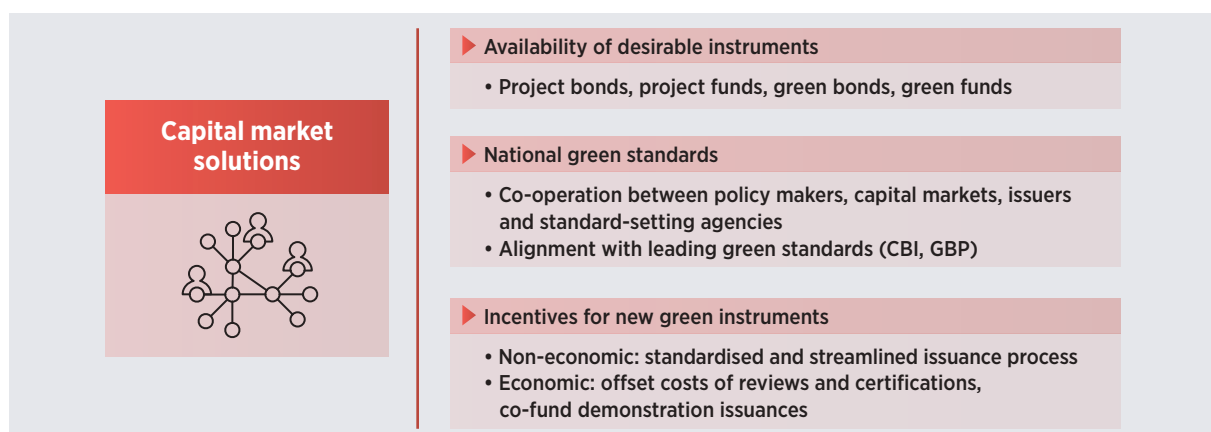 Capital market
solutions
Availability of desirable instruments
• Project bonds, project funds, green bonds, green funds
National green standards
• Co-operation between policy makers, capital markets, issuers
and standard-setting agencies
• Alignment with leading green standards (CBI, GBP)
Incentives for new green instruments
• Non-economic: standardised and streamlined issuance process
• Economic: offset costs of reviews and certifications,
co-fund demonstration issuances